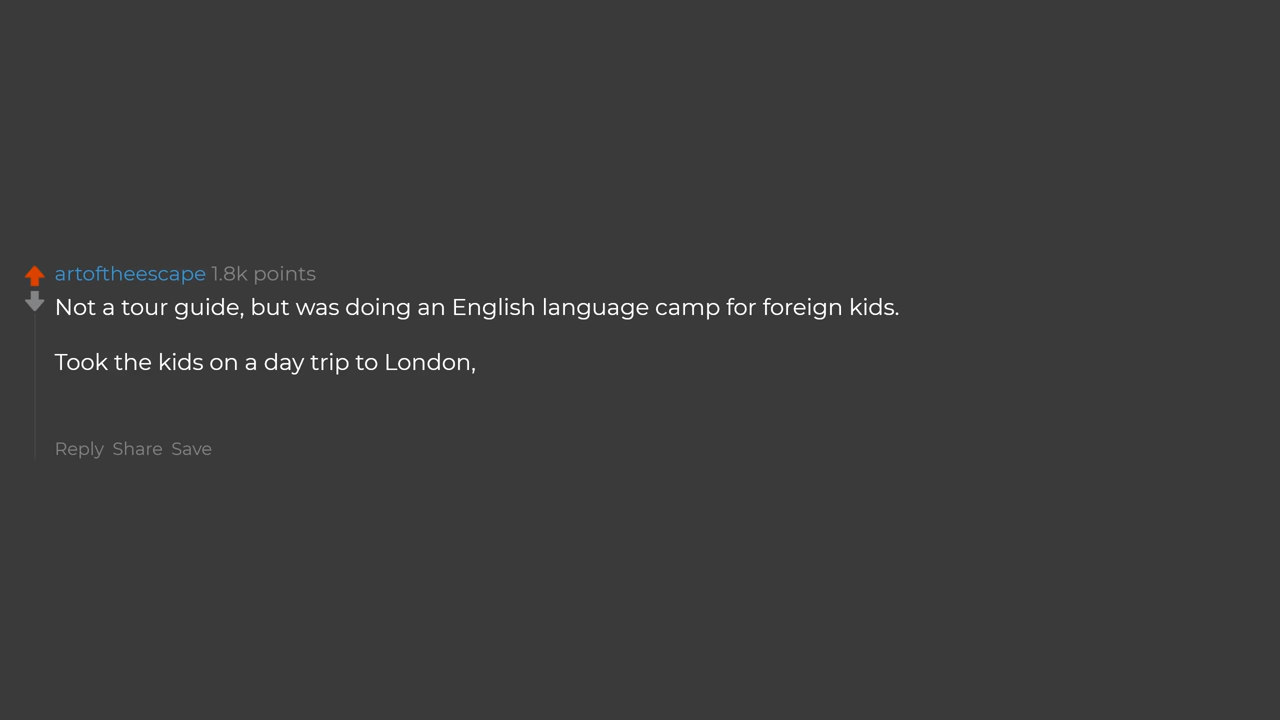 artoftheescape 1.8k points
Not a tour guide, but was doing an English language camp for foreign kids.
Took the kids on a day trip to London,
Reply Share Save